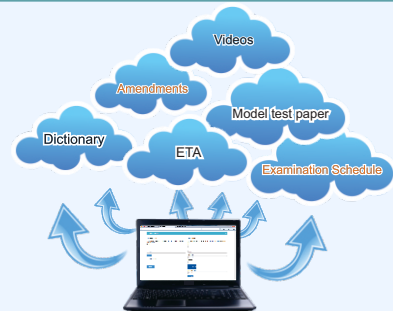 Videos
Amendments
Model test paper
Dictionary
ETA
Examination Schedule